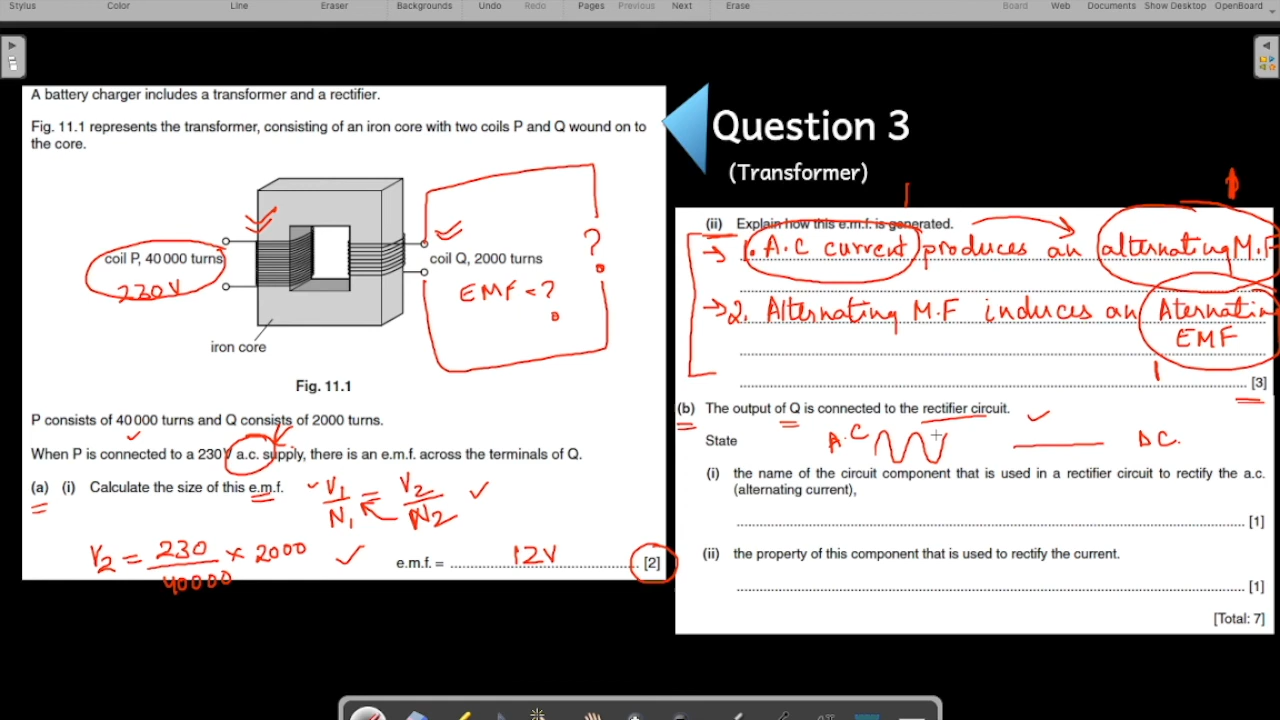 Stylus Color Line Eraser Backgrounds Undo Redo Pages Previous Next Erase Board Web Documents Show Desktop OpenBoard
A battery charger includes a transformer and a rectifier.
Fig. 11.1 represents the transformer, consisting of an iron core with two coils P and Q wound on to
the core.
coil P, 40 000 turns
230V
coil Q, 2000 turns
EMF = ?
?
iron core
Fig. 11.1
P consists of 40 000 turns and Q consists of 2000 turns.
When P is connected to a 230V a.c. supply, there is an e.m.f. across the terminals of Q.
(a) (i) Calculate the size of this e.m.f.
V1/N1 = V2/N2
V2 = 230/40000 × 2000
e.m.f. = 12V [2]
Question 3
(Transformer)
(ii) Explain how this e.m.f. is generated.
1. A.C current produces an alternating M.F
2. Alternating M.F induces an Aternatin
EMF
[3]
(b) The output of Q is connected to the rectifier circuit.
State A.C DC.
(i) the name of the circuit component that is used in a rectifier circuit to rectify the a.c.
(alternating current),
[1]
(ii) the property of this component that is used to rectify the current.
[1]
[Total: 7]